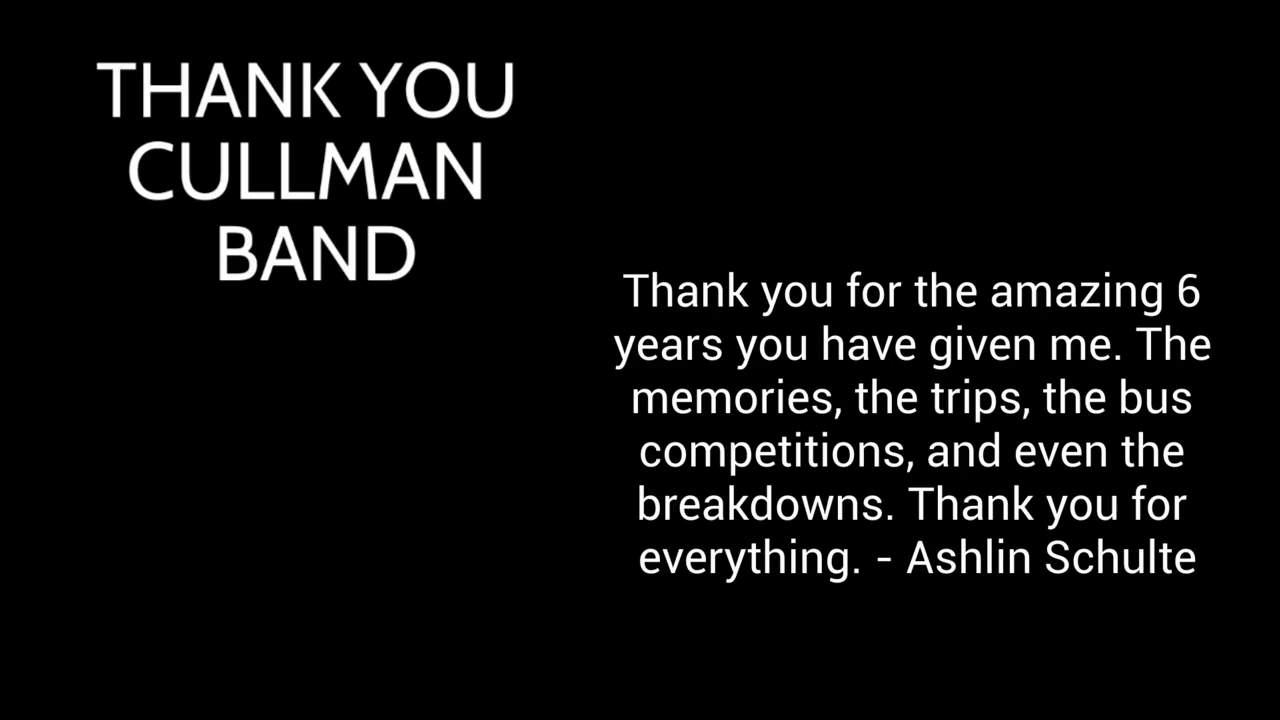 THANK YOU
CULLMAN
BAND
Thank you for the amazing 6
years you have given me. The
memories, the trips, the bus
competitions, and even the
breakdowns. Thank you for
everything. - Ashlin Schulte